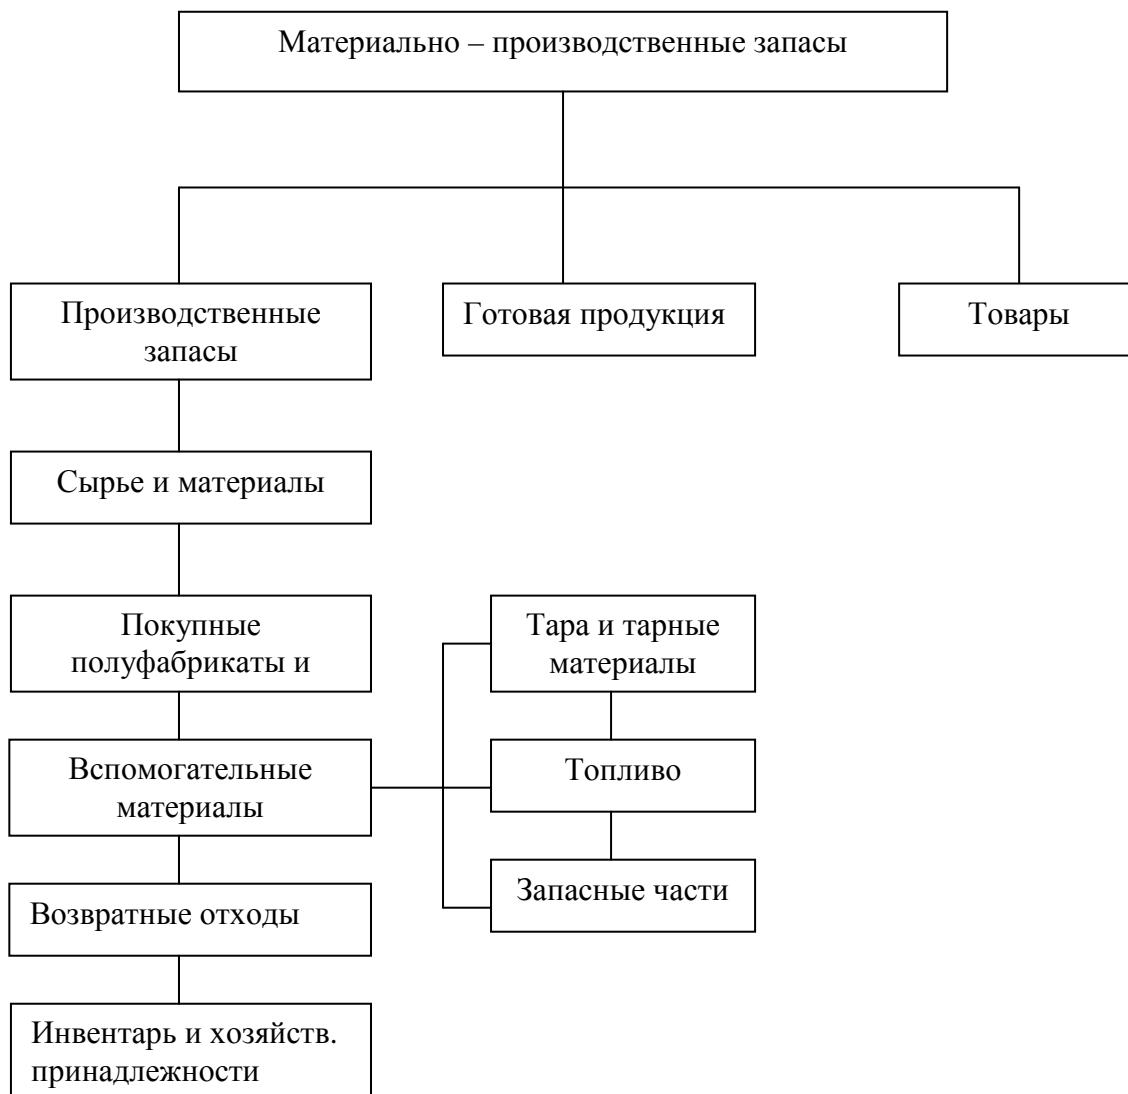 Материально – производственные запасы
Производственные
запасы
Готовая продукция
Товары
Сырье и материалы
Покупные
полуфабрикаты и
Тара и тарные
материалы
Вспомогательные
материалы
Топливо
Возвратные отходы
Запасные части
Инвентарь и хозяйств.
принадлежности